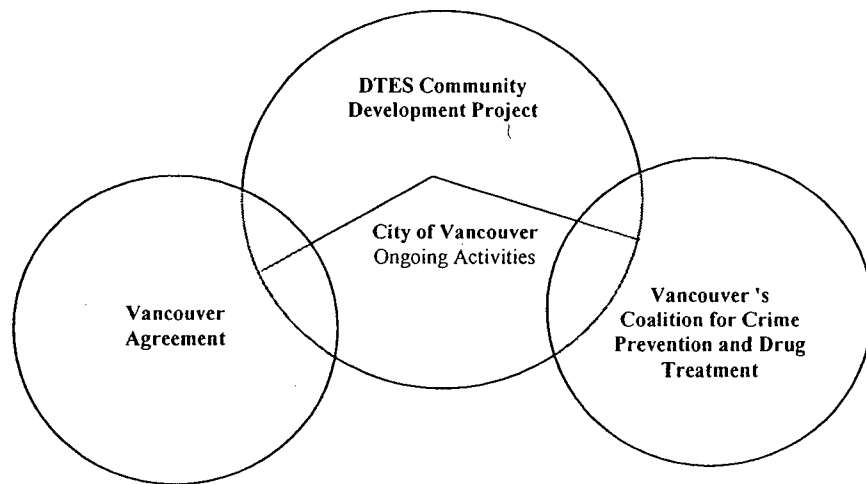 DTES Community
Development Project
City of Vancouver
Ongoing Activities
Vancouver
Agreement
Vancouver 's
Coalition for Crime
Prevention and Drug
Treatment